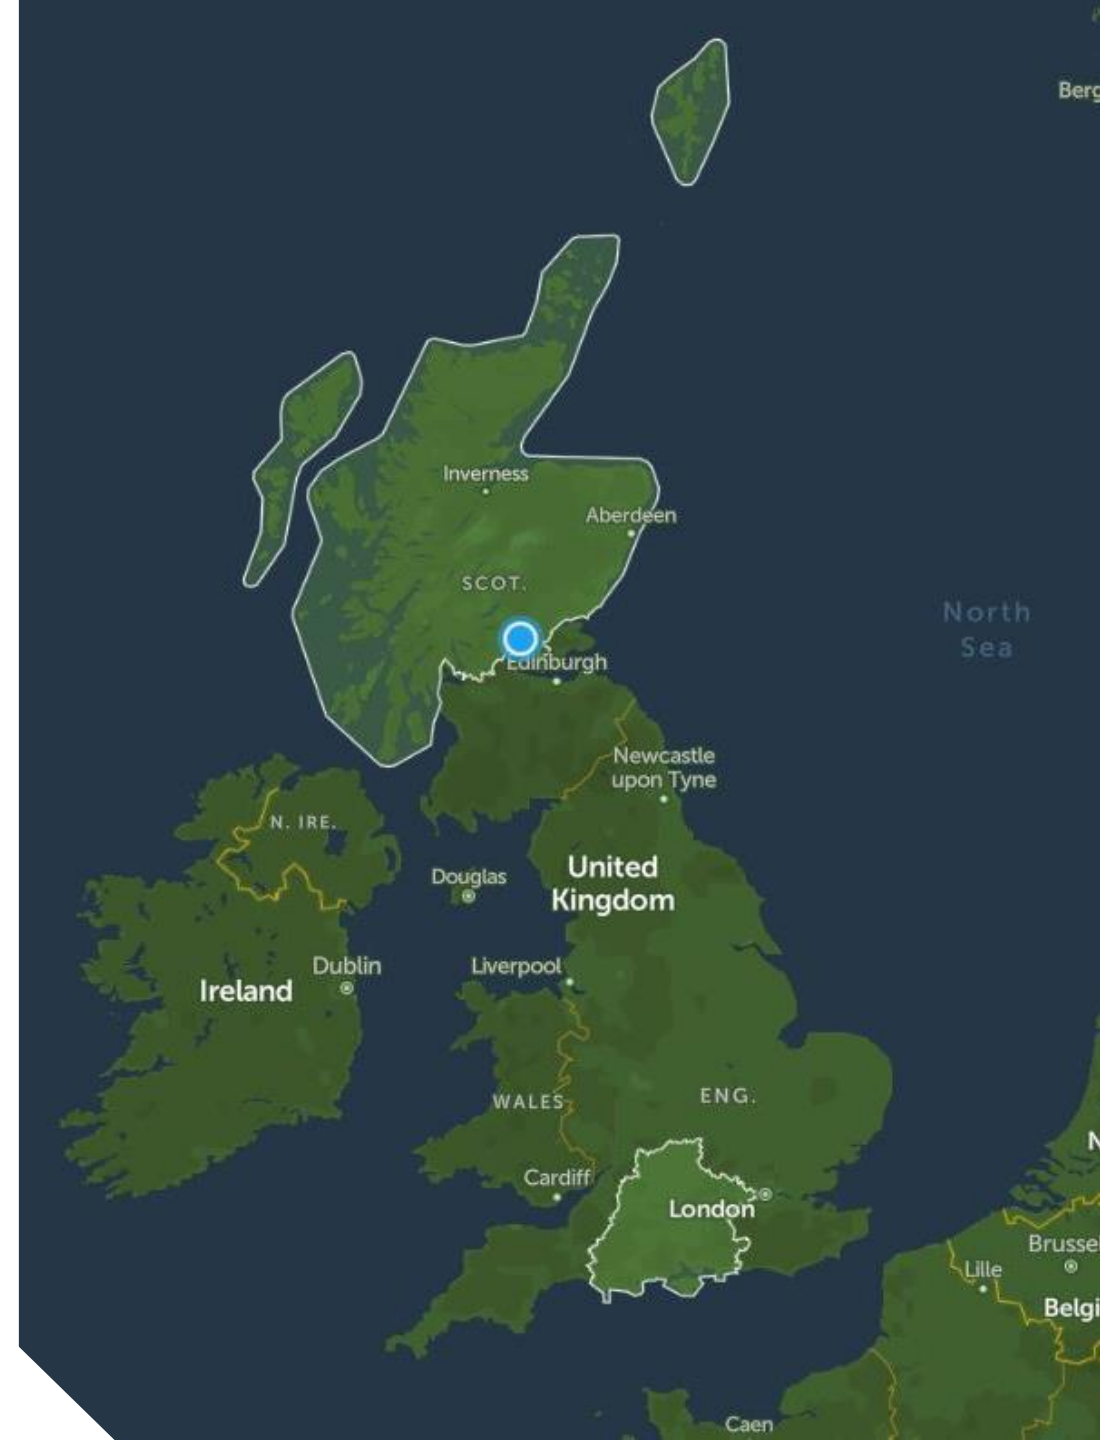 Berg
Inverness
Aberdeen
SCOT.
North
Sea
Edinburgh
Newcastle
upon Tyne
N. IRE.
United
Kingdom
Douglas
Liverpool
Dublin
Ireland
WALES
ENG.
N
Cardiff
London
Brussel
Lille
Belgi
Caen